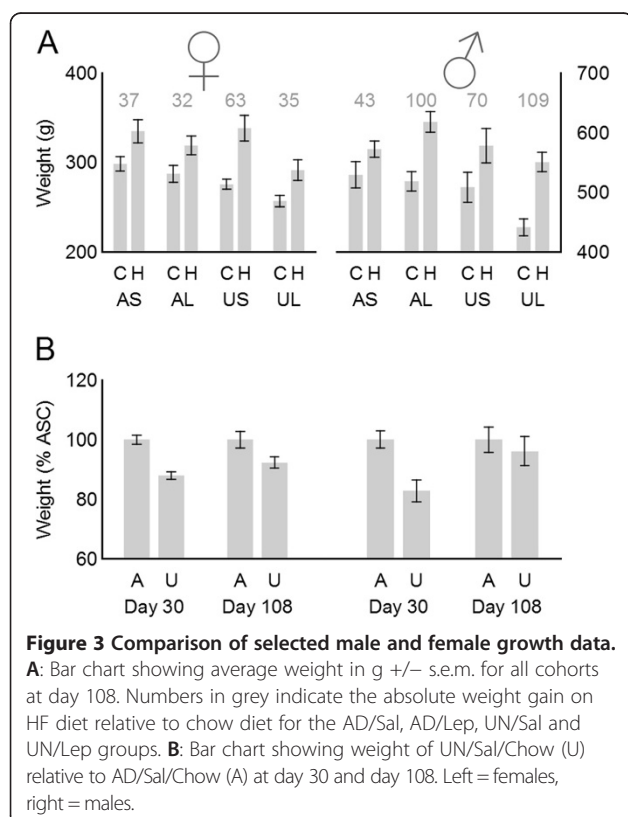 A
Weight (g)
400
300
200
37 32 63 35
43 100 70 109
700
600
500
400
C H C H C H C H
AS AL US UL
C H C H C H C H
AS AL US UL
B
Weight (% ASC)
120
100
80
60
A U A U
Day 30 Day 108
A U A U
Day 30 Day 108
Figure 3 Comparison of selected male and female growth data.
A: Bar chart showing average weight in g +/− s.e.m. for all cohorts
at day 108. Numbers in grey indicate the absolute weight gain on
HF diet relative to chow diet for the AD/Sal, AD/Lep, UN/Sal and
UN/Lep groups. B: Bar chart showing weight of UN/Sal/Chow (U)
relative to AD/Sal/Chow (A) at day 30 and day 108. Left = females,
right = males.